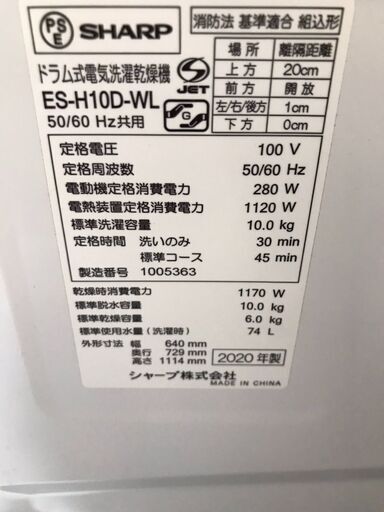 PS E SHARP
ドラム式電気洗濯乾燥機
ES-H10D-WL
50/60 Hz共用
S JET
G
消防法 基準適合 組込形
場所 離隔距離
上方 20cm
前方 開放
左/右/後方 1cm
下方 0cm
定格電圧 100 V
定格周波数 50/60 Hz
電動機定格消費電力 280 W
電熱装置定格消費電力 1120 W
標準洗濯容量 10.0 kg
定格時間 洗いのみ 30 min
標準コース 45 min
製造番号 1005363
乾燥時消費電力 1170 W
標準脱水容量 10.0 kg
標準乾燥容量 6.0 kg
標準使用水量(洗濯時) 74 L
外形寸法 幅 640 mm
奥行 729 mm
高さ 1114 mm
2020年製
シャープ株式会社
MADE IN CHINA